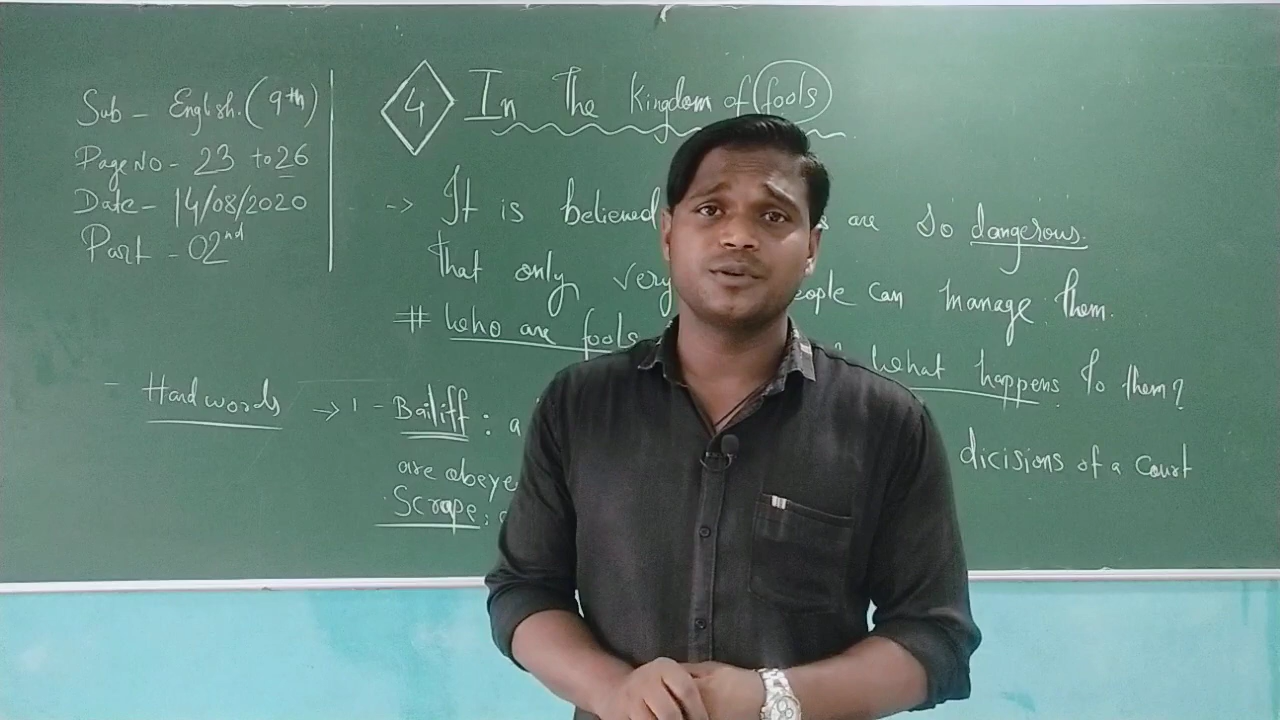 Sub - English. (9th)
Page No - 23 to 26
Date - 14/08/2020
Part - 02nd
4 In The Kingdom of fools
-> It is believed s are so dangerous.
That only very eople can manage them.
# who are fools what happens to them?
- Hard words -> 1 - Bailiff : a dicisions of a court
are obeye
Scrape :